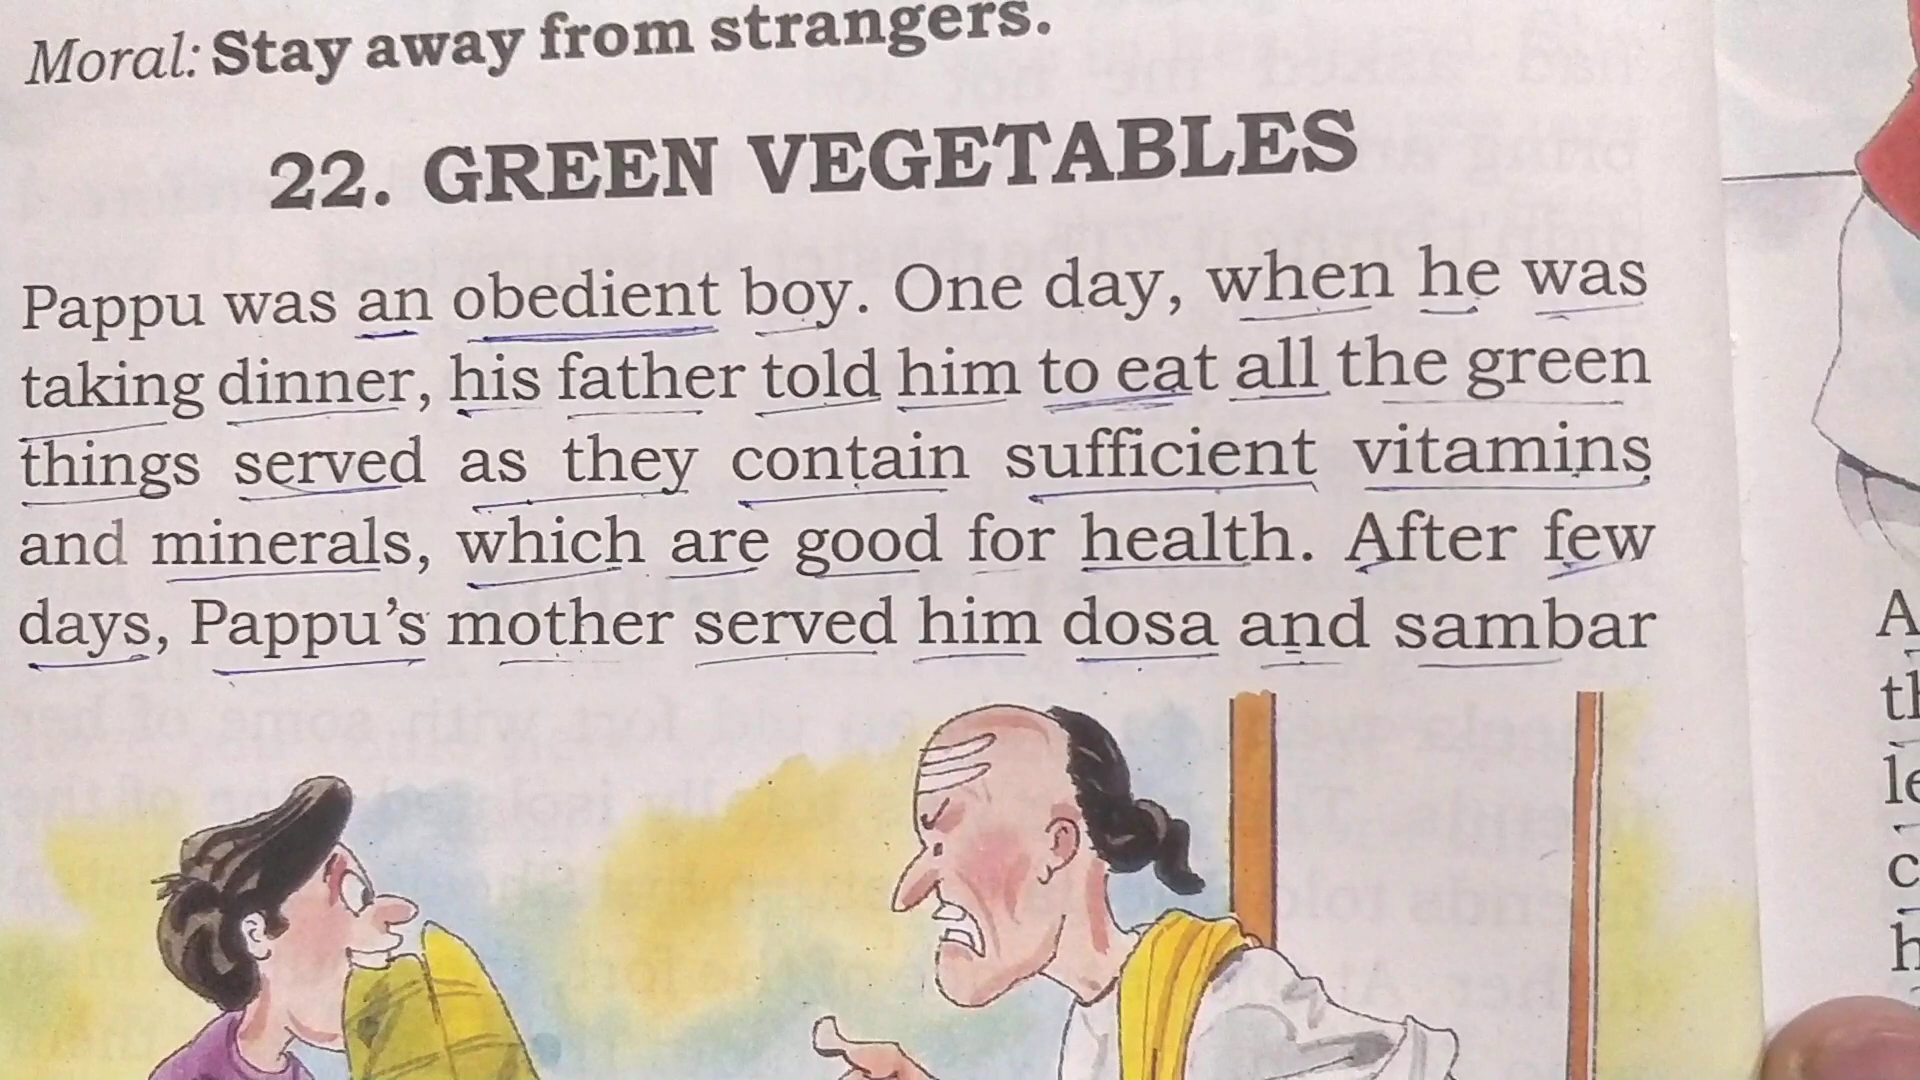 Moral: Stay away from strangers.
22. GREEN VEGETABLES
Pappu was an obedient boy. One day, when he was
taking dinner, his father told him to eat all the green
things served as they contain sufficient vitamins
and minerals, which are good for health. After few
days, Pappu's mother served him dosa and sambar